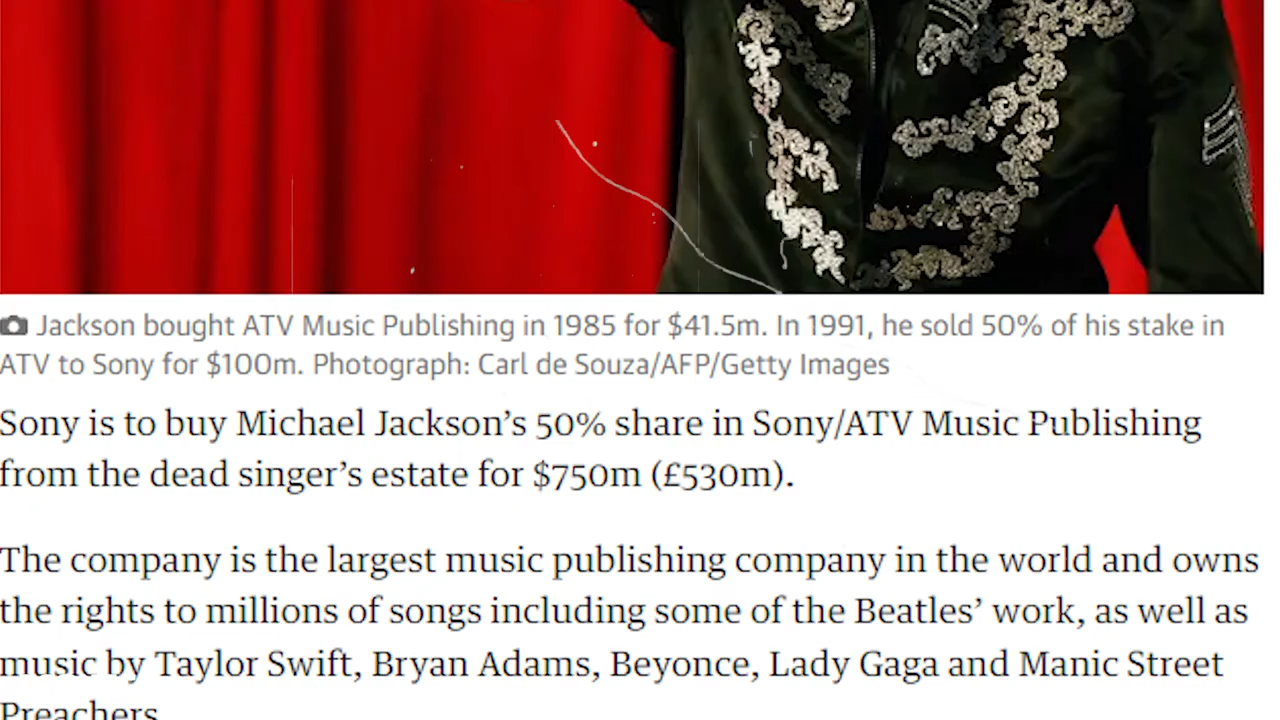 Jackson bought ATV Music Publishing in 1985 for $41.5m. In 1991, he sold 50% of his stake in
ATV to Sony for $100m. Photograph: Carl de Souza/AFP/Getty Images
Sony is to buy Michael Jackson’s 50% share in Sony/ATV Music Publishing
from the dead singer’s estate for $750m (£530m).
The company is the largest music publishing company in the world and owns
the rights to millions of songs including some of the Beatles’ work, as well as
music by Taylor Swift, Bryan Adams, Beyonce, Lady Gaga and Manic Street
Preachers.